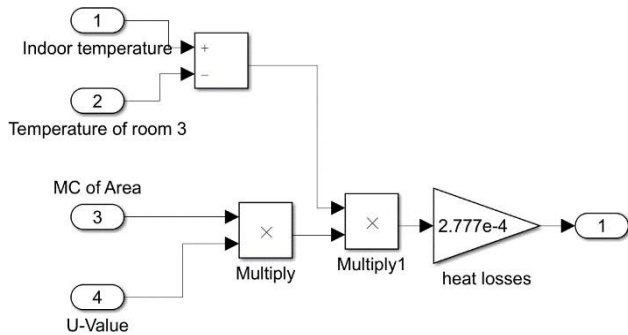 1
Indoor temperature
+
−
2
Temperature of room 3
MC of Area
3
×
Multiply
×
Multiply1
2.777e-4
heat losses
1
4
U-Value